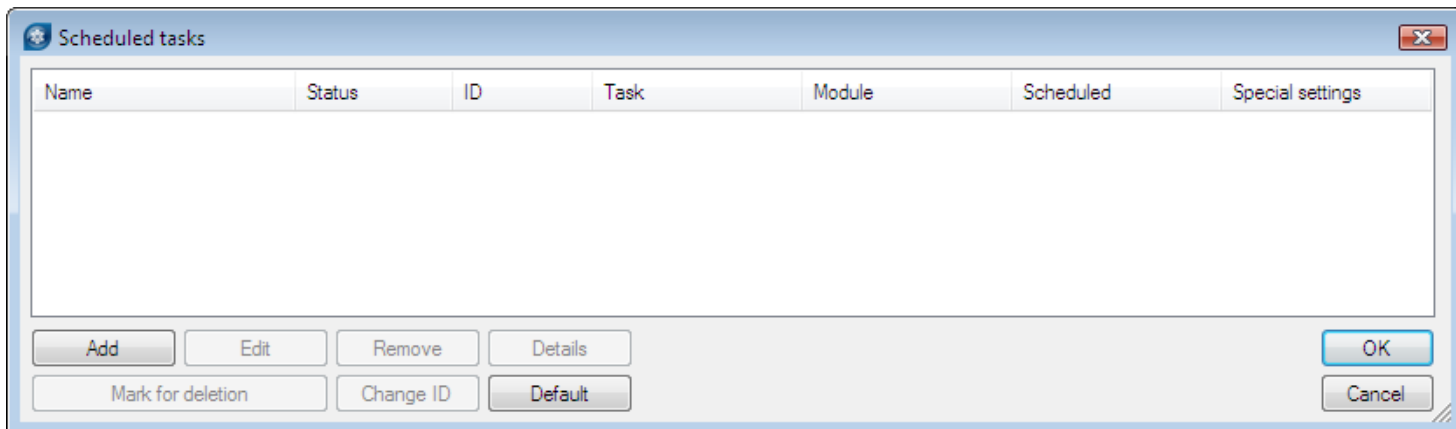 Scheduled tasks
Name Status ID Task Module Scheduled Special settings
Add Edit Remove Details OK
Mark for deletion Change ID Default Cancel